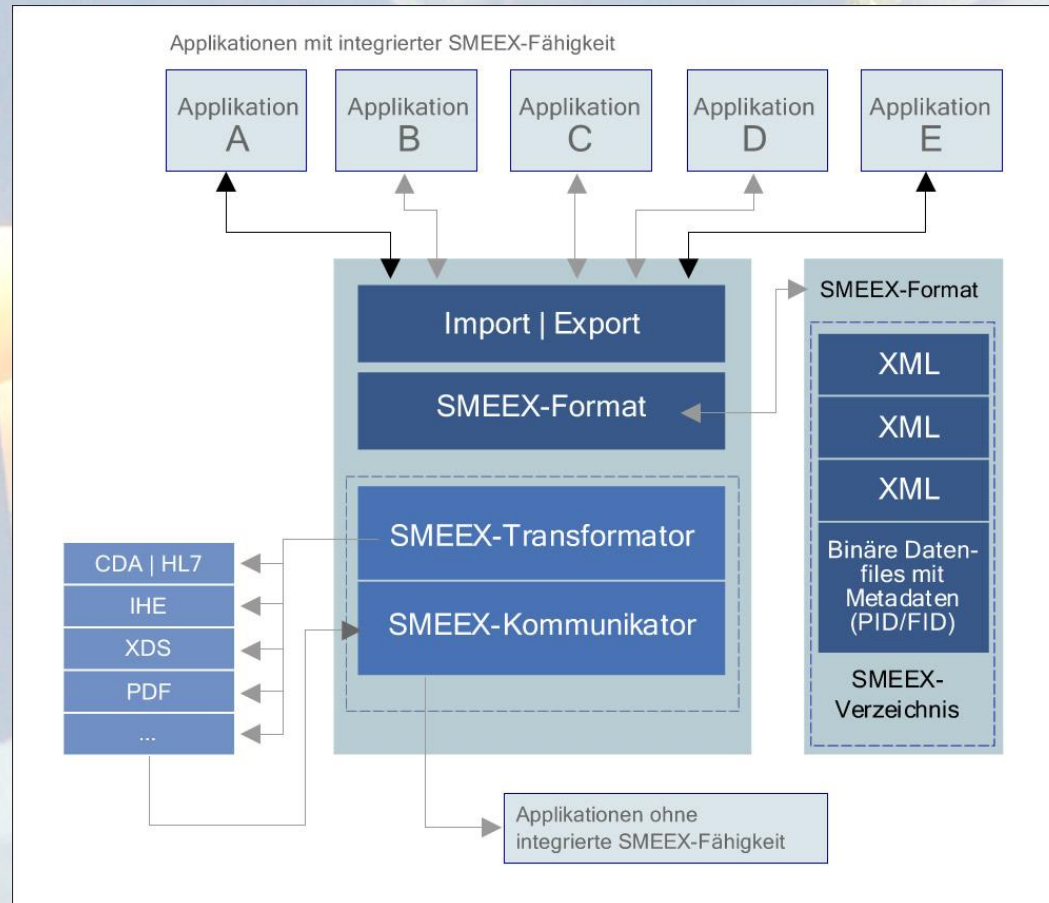 Applikationen mit integrierter SMEEX-Fähigkeit
Applikation
A
Applikation
B
Applikation
C
Applikation
D
Applikation
E
Import | Export
SMEEX-Format
SMEEX-Transformator
SMEEX-Kommunikator
SMEEX-Format
XML
XML
XML
Binäre Daten-
files mit
Metadaten
(PID/FID)
SMEEX-
Verzeichnis
CDA | HL7
IHE
XDS
PDF
...
Applikationen ohne
integrierte SMEEX-Fähigkeit